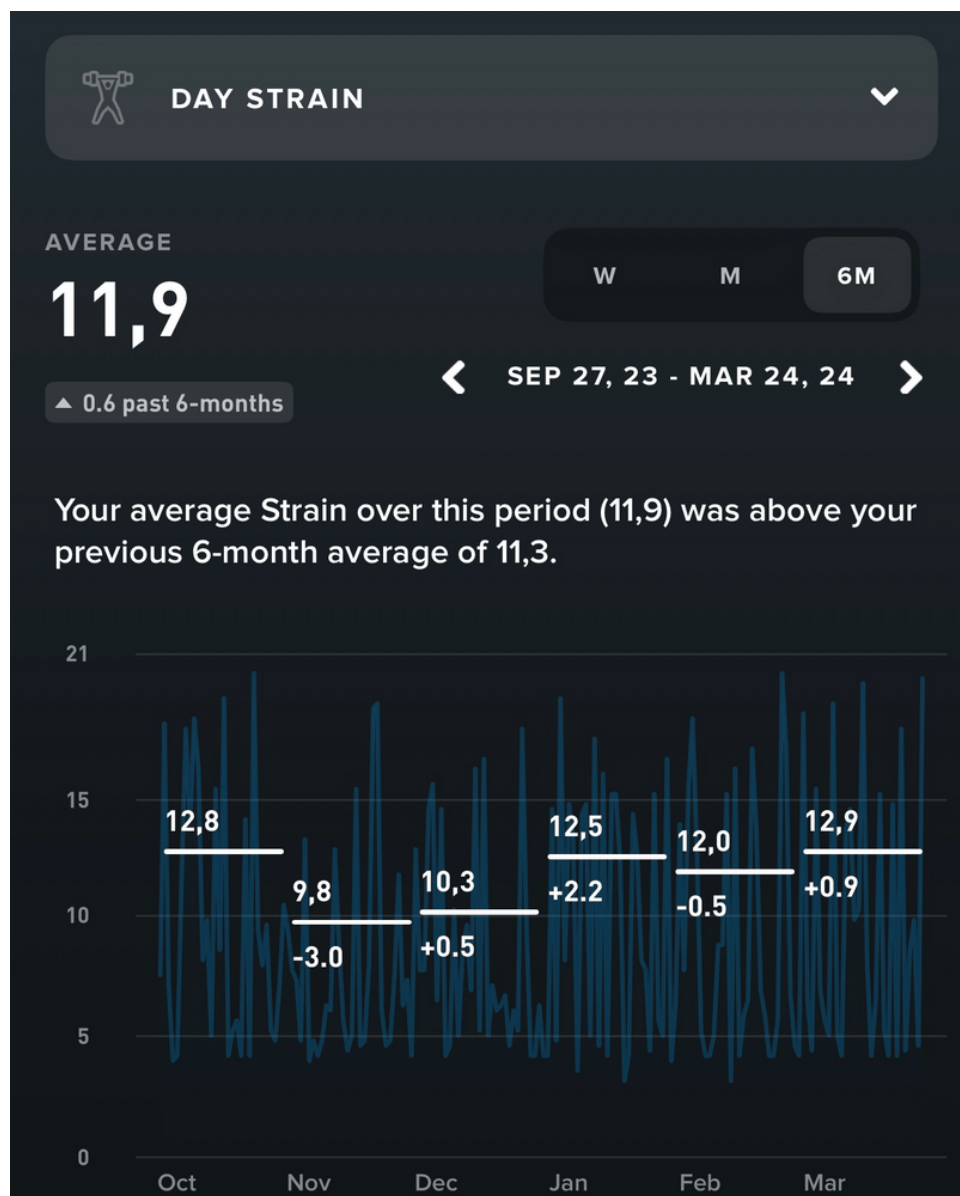 DAY STRAIN
AVERAGE
11,9
W M 6M
SEP 27, 23 - MAR 24, 24
0.6 past 6-months
Your average Strain over this period (11,9) was above your
previous 6-month average of 11,3.
21
15
10
5
0
12,8
9,8
-3.0
10,3
+0.5
12,5
+2.2
12,0
-0.5
12,9
+0.9
Oct Nov Dec Jan Feb Mar